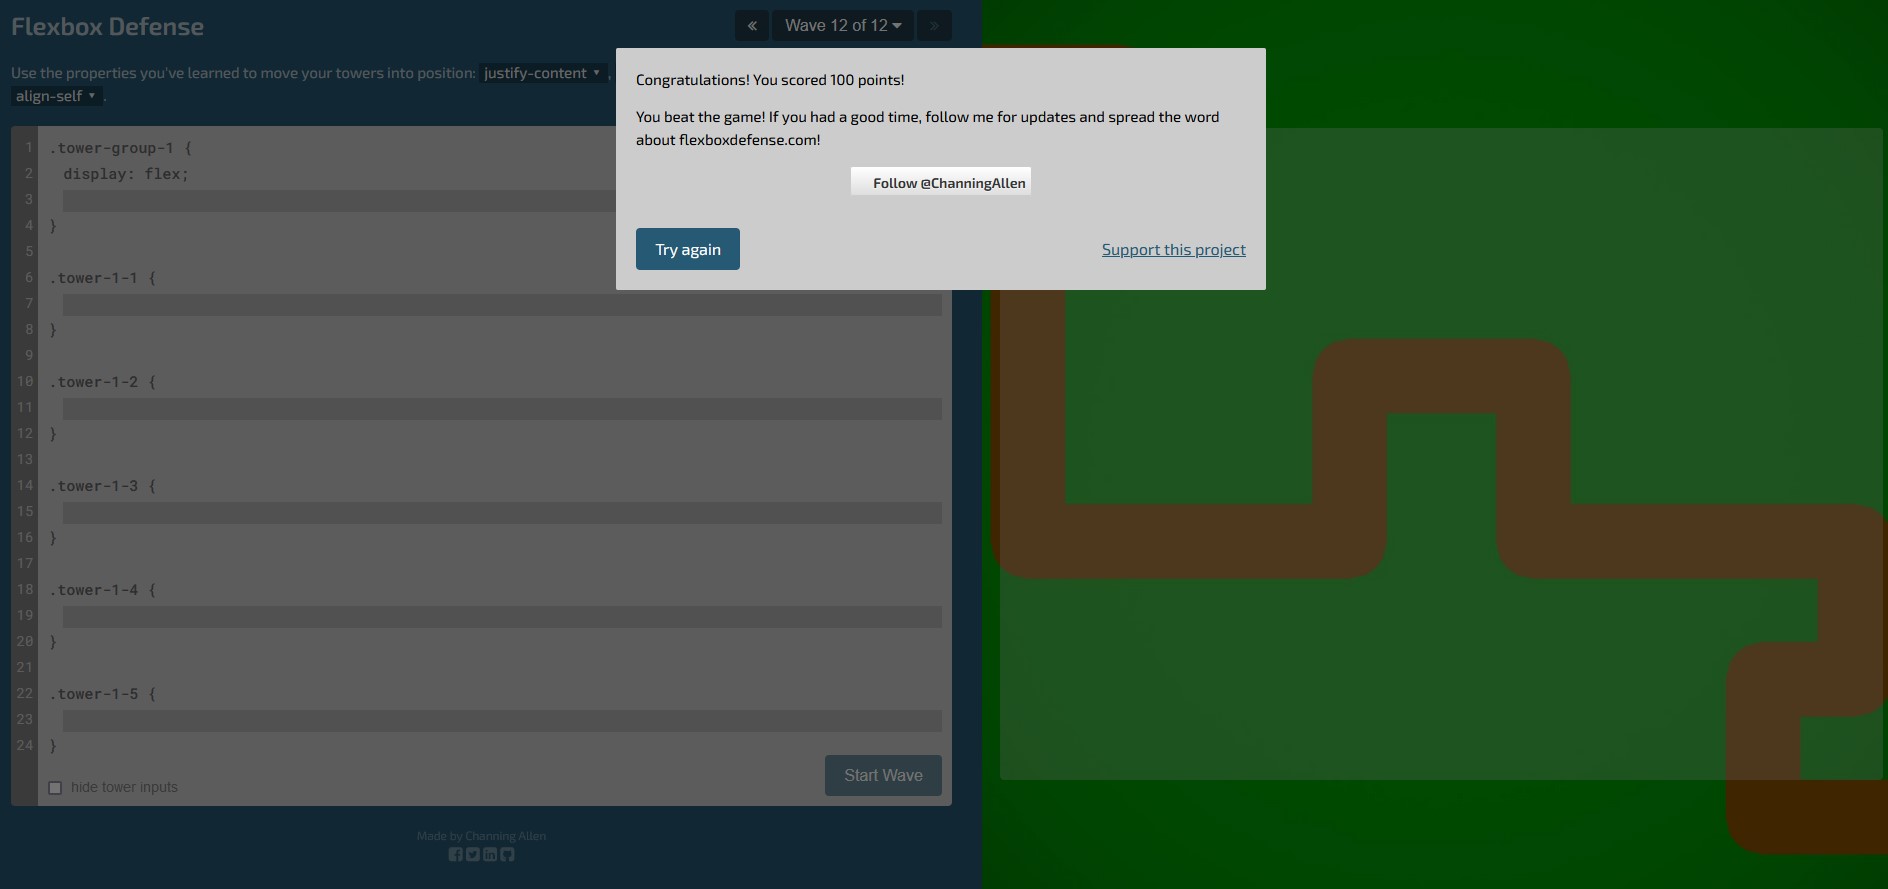 Flexbox Defense
«
Wave 12 of 12
»
Use the properties you've learned to move your towers into position: justify-content ▼,
align-self ▼.
1 .tower-group-1 {
2 display: flex;
3
4 }
5
6 .tower-1-1 {
7
8 }
9
10 .tower-1-2 {
11
12 }
13
14 .tower-1-3 {
15
16 }
17
18 .tower-1-4 {
19
20 }
21
22 .tower-1-5 {
23
24 }
hide tower inputs
Start Wave
Made by Channing Allen
Congratulations! You scored 100 points!
You beat the game! If you had a good time, follow me for updates and spread the word
about flexboxdefense.com!
Follow @ChanningAllen
Try again
Support this project